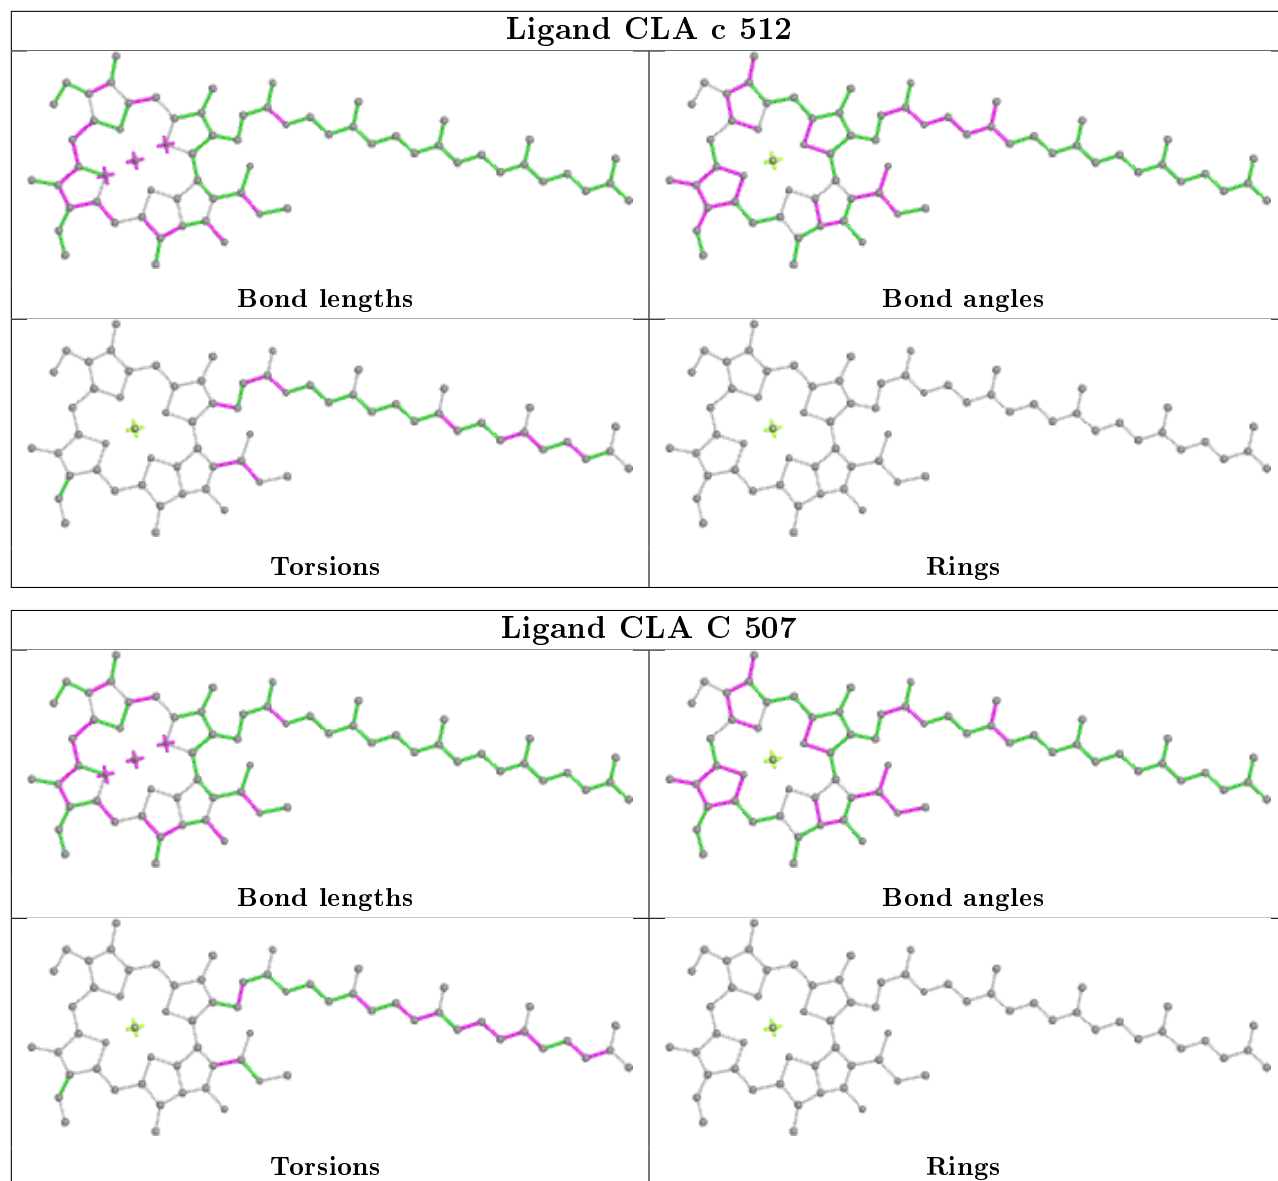 Ligand CLA c 512
Bond lengths
Bond angles
Torsions
Rings
Ligand CLA C 507
Bond lengths
Bond angles
Torsions
Rings